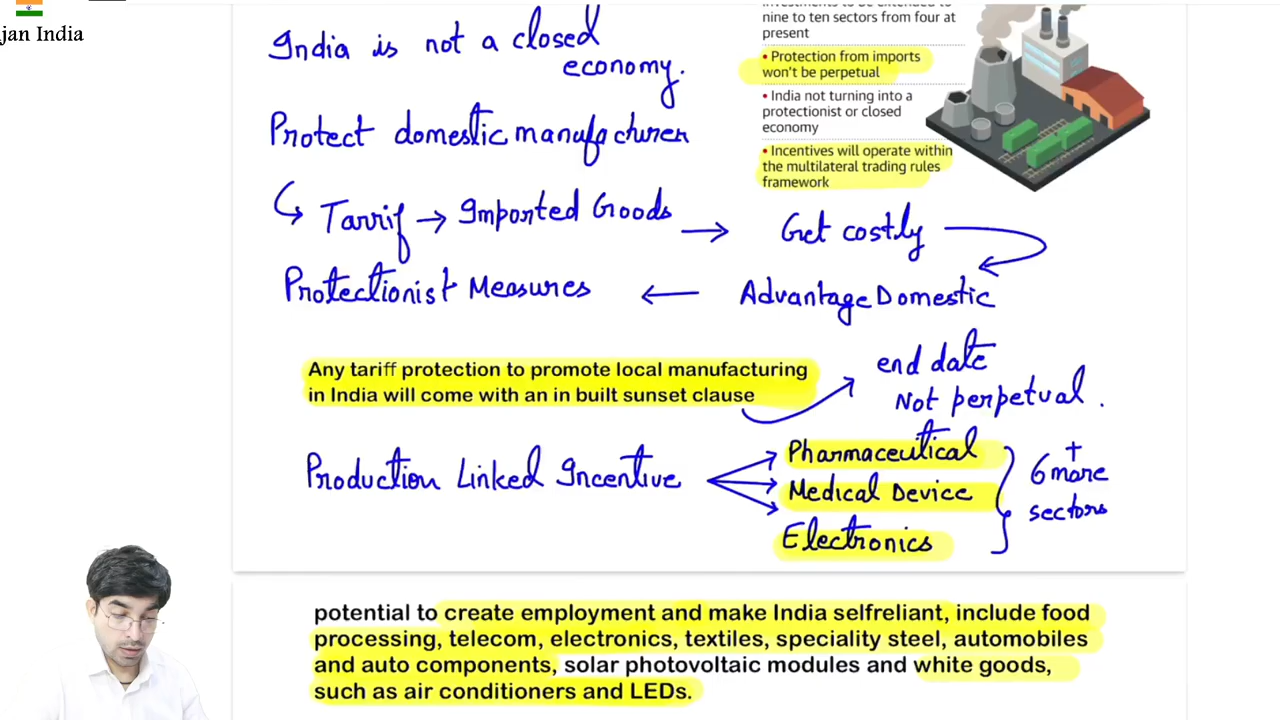 jan India
India is not a closed
economy.
Protect domestic manufacturer
Tarrif → Imported Goods → Get costly
Protectionist Measures ← Advantage Domestic
nine to ten sectors from four at
present
• Protection from imports
won't be perpetual
• India not turning into a
protectionist or closed
economy
• Incentives will operate within
the multilateral trading rules
framework
Any tariff protection to promote local manufacturing
in India will come with an in built sunset clause
end date
Not perpetual.
Production Linked Incentive
Pharmaceutical
Medical Device
Electronics
+
6 more
sectors
potential to create employment and make India selfreliant, include food
processing, telecom, electronics, textiles, speciality steel, automobiles
and auto components, solar photovoltaic modules and white goods,
such as air conditioners and LEDs.